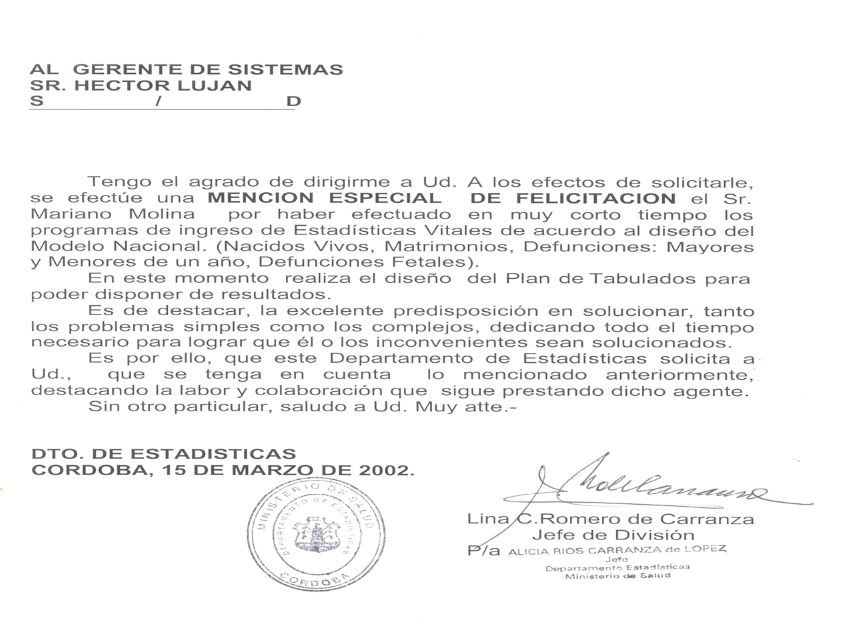 AL GERENTE DE SISTEMAS
SR. HECTOR LUJAN
S / D
Tengo el agrado de dirigirme a Ud. A los efectos de solicitarle,
se efectúe una MENCION ESPECIAL DE FELICITACION el Sr.
Mariano Molina por haber efectuado en muy corto tiempo los
programas de ingreso de Estadísticas Vitales de acuerdo al diseño del
Modelo Nacional. (Nacidos Vivos, Matrimonios, Defunciones: Mayores
y Menores de un año, Defunciones Fetales).
En este momento realiza el diseño del Plan de Tabulados para
poder disponer de resultados.
Es de destacar, la excelente predisposición en solucionar, tanto
los problemas simples como los complejos, dedicando todo el tiempo
necesario para lograr que él o los inconvenientes sean solucionados.
Es por ello, que este Departamento de Estadísticas solicita a
Ud., que se tenga en cuenta lo mencionado anteriormente,
destacando la labor y colaboración que sigue prestando dicho agente.
Sin otro particular, saludo a Ud. Muy atte.-
DTO. DE ESTADISTICAS
CORDOBA, 15 DE MARZO DE 2002.
MINISTERIO DE SALUD
DEPARTAMENTO DE ESTADISTICAS
CORDOBA
Lina C.Romero de Carranza
Jefe de División
P/a ALICIA RIOS CARRANZA de LOPEZ
Jefe
Departamento Estadísticas
Ministerio de Salud